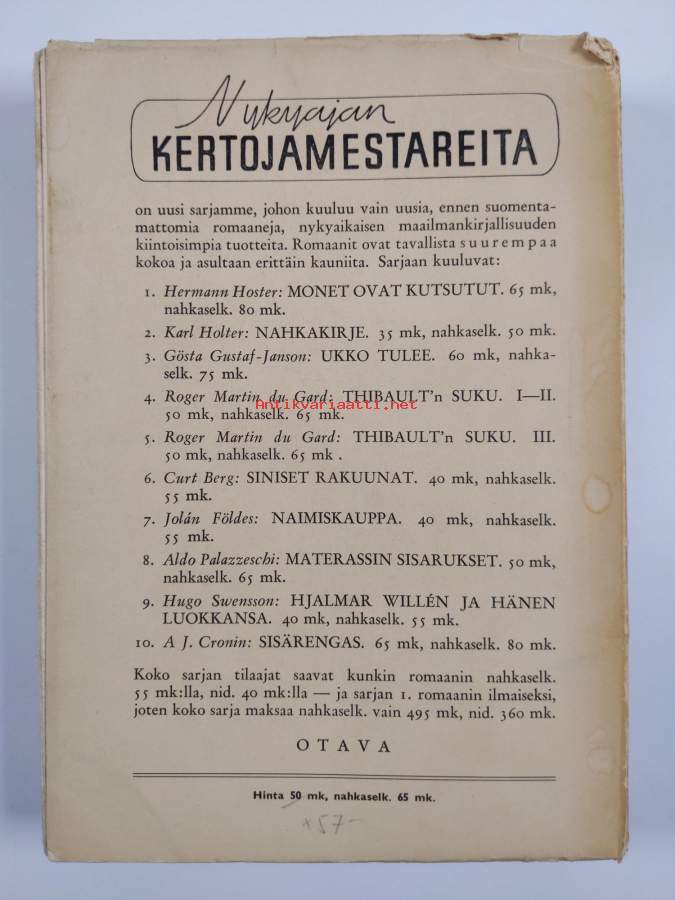 Nykyajan
KERTOJAMESTAREITA
on uusi sarjamme, johon kuuluu vain uusia, ennen suomenta-
mattomia romaaneja, nykyaikaisen maailmankirjallisuuden
kiintoisimpia tuotteita. Romaanit ovat tavallista suurempaa
kokoa ja asultaan erittäin kauniita. Sarjaan kuuluvat:
1. Hermann Hoster: MONET OVAT KUTSUTUT. 65 mk,
nahkaselk. 80 mk.
2. Karl Holter: NAHKAKIRJE. 35 mk, nahkaselk. 50 mk.
3. Gösta Gustaf-Janson: UKKO TULEE. 60 mk, nahka-
selk. 75 mk.
4. Roger Martin du Gard: THIBAULT'n SUKU. I—II.
Antikvariaatti.net
50 mk, nahkaselk. 65 mk.
5. Roger Martin du Gard: THIBAULT'n SUKU. III.
50 mk, nahkaselk. 65 mk .
6. Curt Berg: SINISET RAKUUNAT. 40 mk, nahkaselk.
55 mk.
7. Jolán Földes: NAIMISKAUPPA. 40 mk, nahkaselk.
55 mk.
8. Aldo Palazzeschi: MATERASSIN SISARUKSET. 50 mk,
nahkaselk. 65 mk.
9. Hugo Swensson: HJALMAR WILLÉN JA HÄNEN
LUOKKANSA. 40 mk, nahkaselk. 55 mk.
10. A J. Cronin: SISÄRENGAS. 65 mk, nahkaselk. 80 mk.
Koko sarjan tilaajat saavat kunkin romaanin nahkaselk.
55 mk:lla, nid. 40 mk:lla — ja sarjan 1. romaanin ilmaiseksi,
joten koko sarja maksaa nahkaselk. vain 495 mk, nid. 360 mk.
OTAVA
Hinta 50 mk, nahkaselk. 65 mk.
x57-